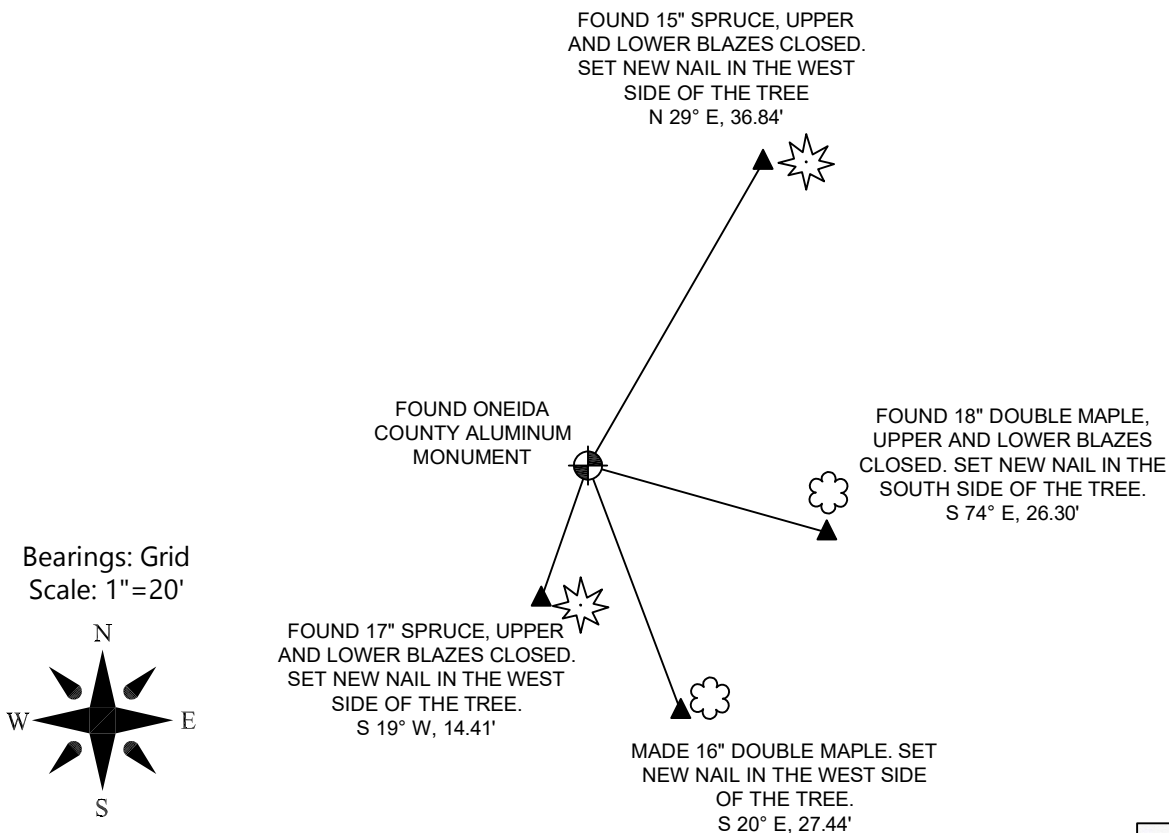 FOUND 15" SPRUCE, UPPER
AND LOWER BLAZES CLOSED.
SET NEW NAIL IN THE WEST
SIDE OF THE TREE
N 29° E, 36.84'
FOUND ONEIDA
COUNTY ALUMINUM
MONUMENT
FOUND 18" DOUBLE MAPLE,
UPPER AND LOWER BLAZES
CLOSED. SET NEW NAIL IN THE
SOUTH SIDE OF THE TREE.
S 74° E, 26.30'
Bearings: Grid
Scale: 1"=20'
N
W
E
S
FOUND 17" SPRUCE, UPPER
AND LOWER BLAZES CLOSED.
SET NEW NAIL IN THE WEST
SIDE OF THE TREE.
S 19° W, 14.41'
MADE 16" DOUBLE MAPLE. SET
NEW NAIL IN THE WEST SIDE
OF THE TREE.
S 20° E, 27.44'